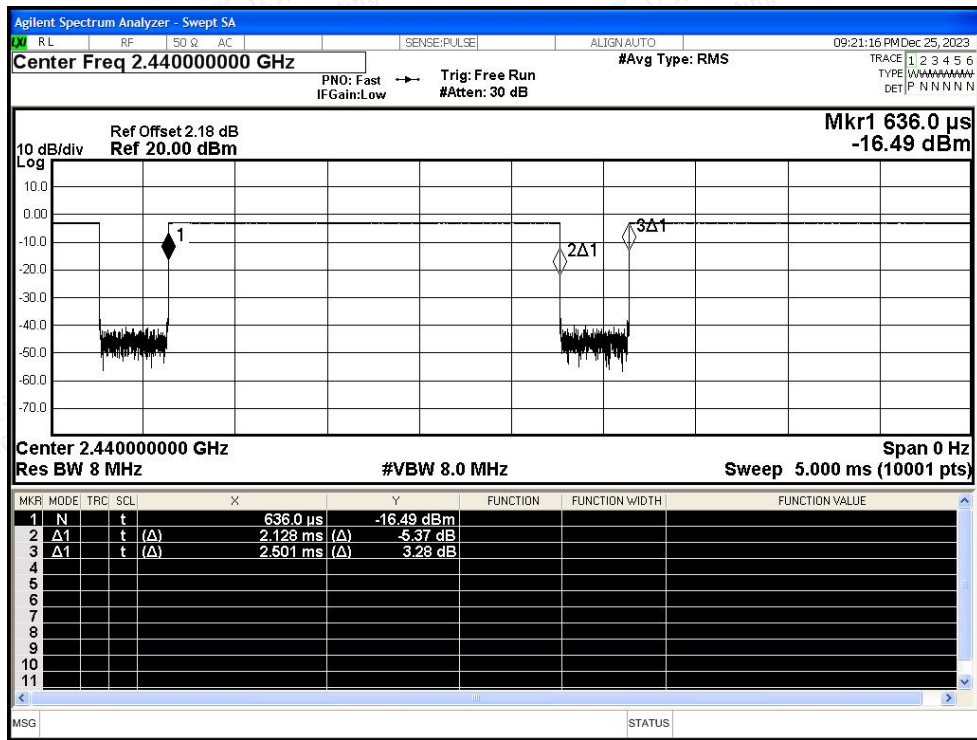 Agilent Spectrum Analyzer - Swept SA
LXI RL RF 50 Ω AC SENSE:PULSE ALIGN AUTO 09:21:16 PM Dec 25, 2023
Center Freq 2.440000000 GHz #Avg Type: RMS TRACE 1 2 3 4 5 6
PNO: Fast Trig: Free Run TYPE WWWWWW
IFGain:Low #Atten: 30 dB DET P N N N N N
Mkr1 636.0 µs
Ref Offset 2.18 dB -16.49 dBm
10 dB/div Ref 20.00 dBm
Log
10.0
0.00
1 2Δ1 3Δ1
-10.0
-20.0
-30.0
-40.0
-50.0
-60.0
-70.0
Center 2.440000000 GHz Span 0 Hz
Res BW 8 MHz #VBW 8.0 MHz Sweep 5.000 ms (10001 pts)
MKR MODE TRC SCL X Y FUNCTION FUNCTION WIDTH FUNCTION VALUE
1 N t 636.0 µs -16.49 dBm
2 Δ1 t (Δ) 2.128 ms (Δ) -5.37 dB
3 Δ1 t (Δ) 2.501 ms (Δ) 3.28 dB
4
5
6
7
8
9
10
11
MSG STATUS